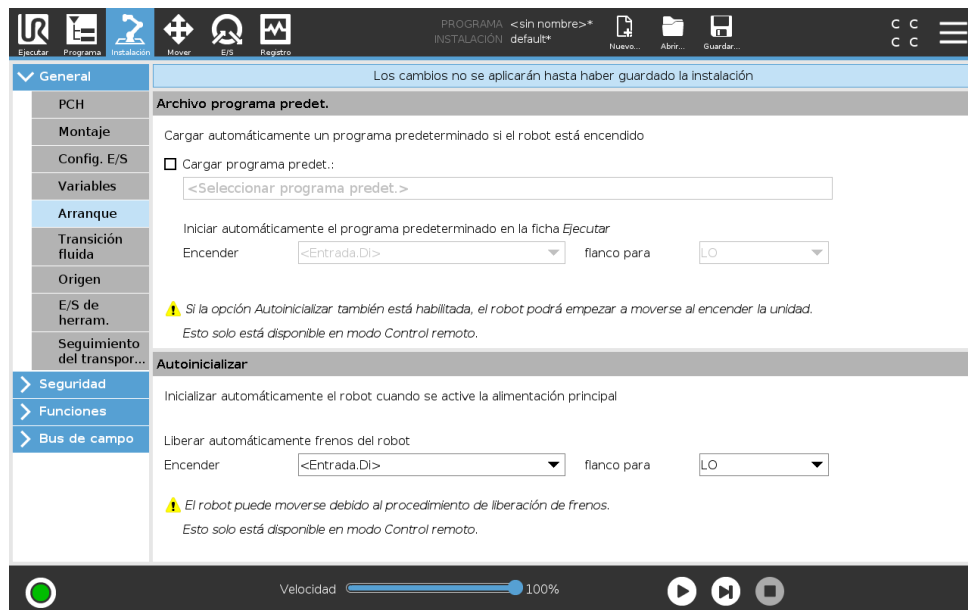 UR
PROGRAMA <sin nombre>*
INSTALACIÓN default*
C C
C C
Ejecutar Programa Instalación Mover E/S Registro Nuevo... Abrir... Guardar...
General
PCH
Montaje
Config. E/S
Variables
Arranque
Transición
fluida
Origen
E/S de
herram.
Seguimiento
del transpor...
Seguridad
Funciones
Bus de campo
Los cambios no se aplicarán hasta haber guardado la instalación
Archivo programa predet.
Cargar automáticamente un programa predeterminado si el robot está encendido
Cargar programa predet.:
<Seleccionar programa predet.>
Iniciar automáticamente el programa predeterminado en la ficha Ejecutar
Encender <Entrada.Di> flanco para LO
Si la opción Autoinicializar también está habilitada, el robot podrá empezar a moverse al encender la unidad.
Esto solo está disponible en modo Control remoto.
Autoinicializar
Inicializar automáticamente el robot cuando se active la alimentación principal
Liberar automáticamente frenos del robot
Encender <Entrada.Di> flanco para LO
El robot puede moverse debido al procedimiento de liberación de frenos.
Esto solo está disponible en modo Control remoto.
Velocidad 100%